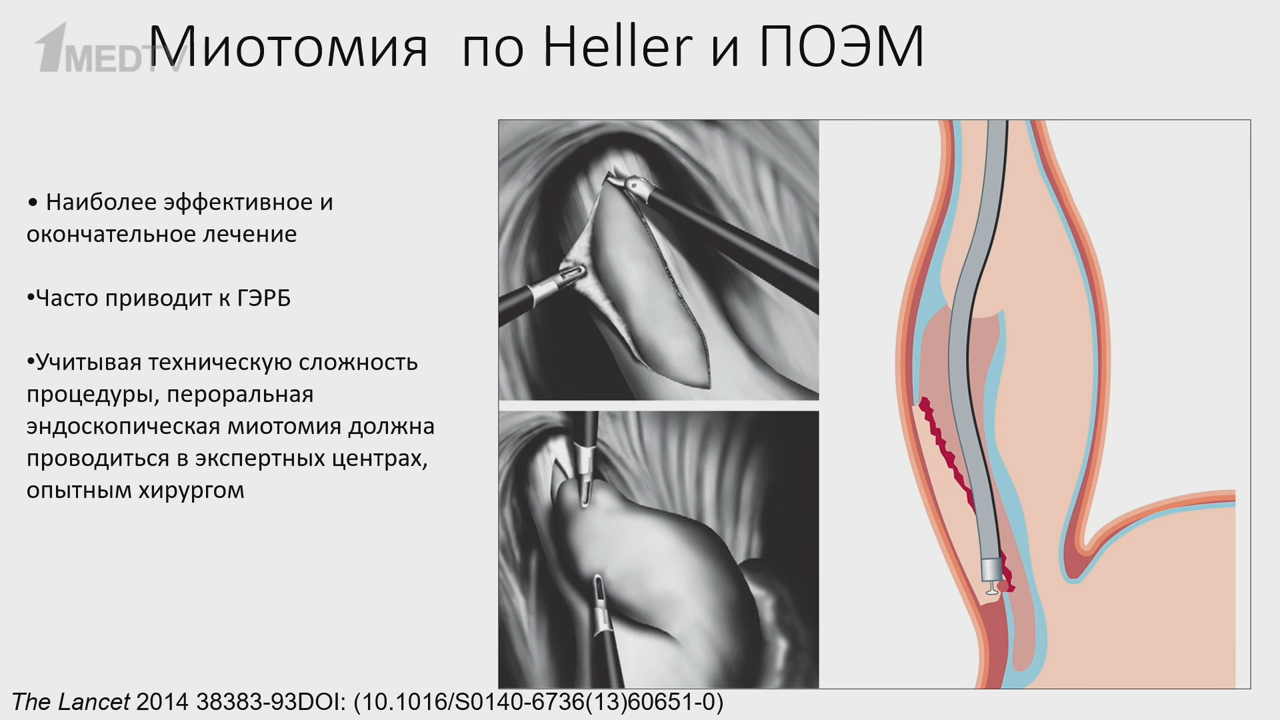 1MEDTV
Миотомия по Heller и ПОЭМ
• Наиболее эффективное и
окончательное лечение
•Часто приводит к ГЭРБ
•Учитывая техническую сложность
процедуры, пероральная
эндоскопическая миотомия должна
проводиться в экспертных центрах,
опытным хирургом
The Lancet 2014 38383-93DOI: (10.1016/S0140-6736(13)60651-0)